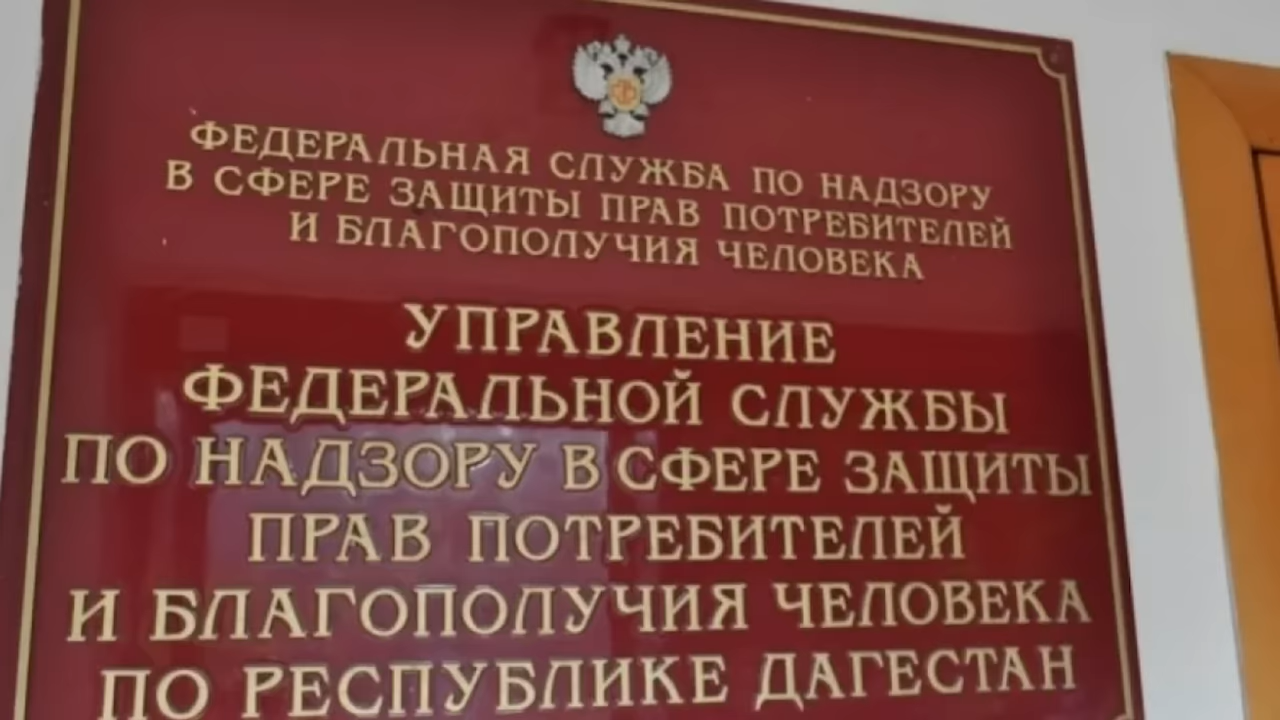 ФЕДЕРАЛЬНАЯ СЛУЖБА ПО НАДЗОРУ
В СФЕРЕ ЗАЩИТЫ ПРАВ ПОТРЕБИТЕЛЕЙ
И БЛАГОПОЛУЧИЯ ЧЕЛОВЕКА
УПРАВЛЕНИЕ
ФЕДЕРАЛЬНОЙ СЛУЖБЫ
ПО НАДЗОРУ В СФЕРЕ ЗАЩИТЫ
ПРАВ ПОТРЕБИТЕЛЕЙ
И БЛАГОПОЛУЧИЯ ЧЕЛОВЕКА
ПО РЕСПУБЛИКЕ ДАГЕСТАН